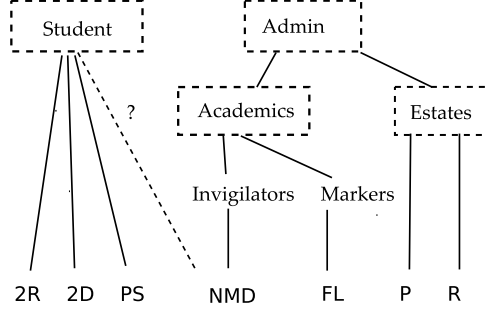 Student
Admin
?
Academics
Estates
Invigilators
Markers
2R
2D
PS
NMD
FL
P
R